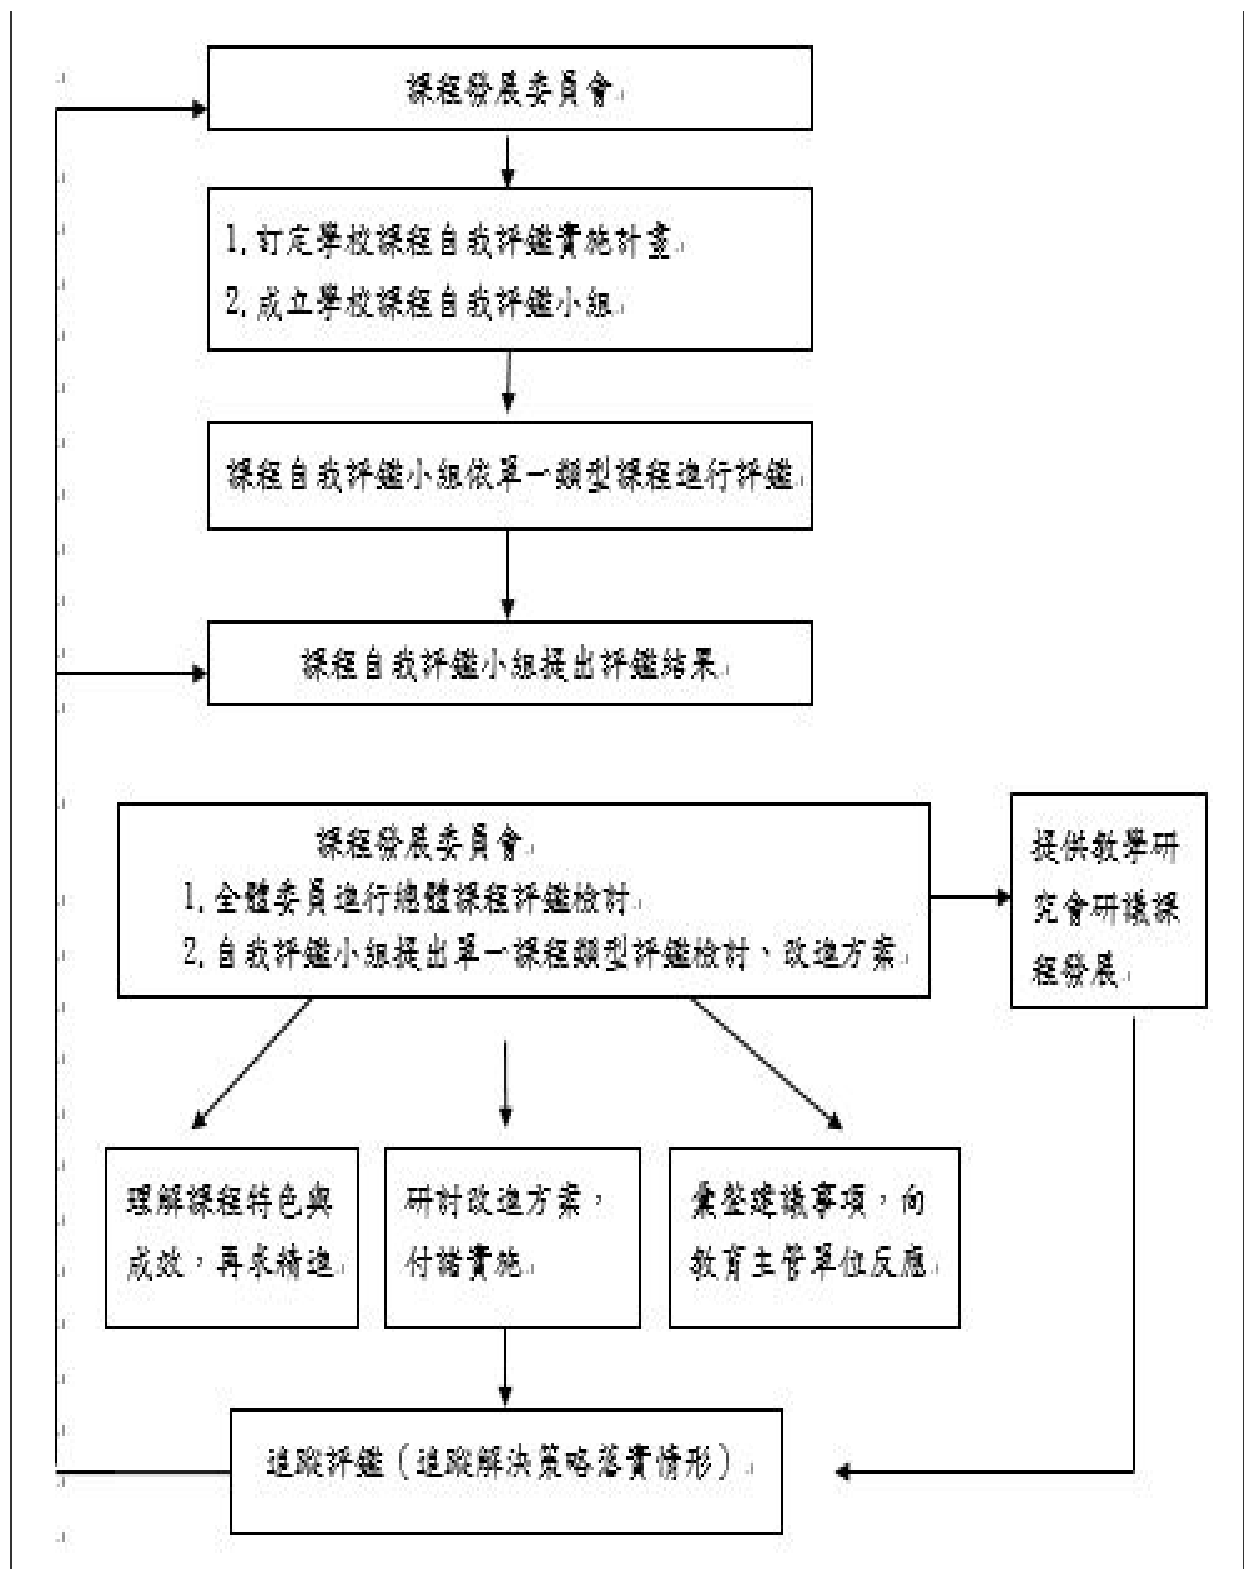 課程發展委員會
1.訂定學校課程自我評鑑實施計畫
2.成立學校課程自我評鑑小組
課程自我評鑑小組依單一類型課程進行評鑑
課程自我評鑑小組提出評鑑結果
課程發展委員會
1.全體委員進行總體課程評鑑檢討
2.自我評鑑小組提出單一課程類型評鑑檢討、改進方案
提供教學研
究會研議課
程發展
理解課程特色與
成效，再求精進
研討改進方案，
付諸實施
彙整建議事項，向
教育主管單位反應
追蹤評鑑（追蹤解決策略落實情形）